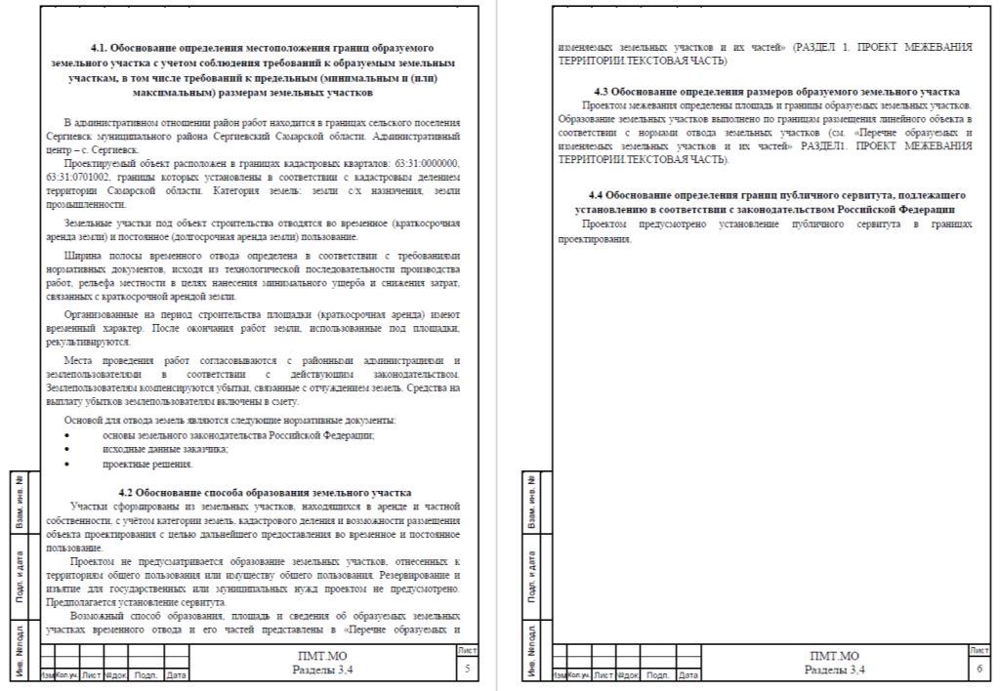 4.1. Обоснование определения местоположения границ образуемого
земельного участка с учетом соблюдения требований к образуемым земельным
участкам, в том числе требований к предельным (минимальным и (или)
максимальным) размерам земельных участков
В административном отношении район работ находится в границах сельского поселения
Сергиевск муниципального района Сергиевский Самарской области. Административный
центр – с. Сергиевск.
Проектируемый объект расположен в границах кадастровых кварталов: 63:31:0000000,
63:31:0701002, границы которых установлены в соответствии с кадастровым делением
территории Самарской области. Категория земель: земли с/х назначения, земли
промышленности.
Земельные участки под объект строительства отводятся во временное (краткосрочная
аренда земли) и постоянное (долгосрочная аренда земли) пользование.
Ширина полосы временного отвода определена в соответствии с требованиями
нормативных документов, исходя из технологической последовательности производства
работ, рельефа местности в целях нанесения минимального ущерба и снижения затрат,
связанных с краткосрочной арендой земли.
Организованные на период строительства площадки (краткосрочная аренда) имеют
временный характер. После окончания работ земли, использованные под площадки,
рекультивируются.
Места проведения работ согласовываются с районными администрациями и
землепользователями в соответствии с действующим законодательством.
Землепользователям компенсируются убытки, связанные с отчуждением земель. Средства на
выплату убытков землепользователям включены в смету.
Основой для отвода земель являются следующие нормативные документы:
• основы земельного законодательства Российской Федерации;
• исходные данные заказчика;
• проектные решения.
4.2 Обоснование способа образования земельного участка
Участки сформированы из земельных участков, находящихся в аренде и частной
собственности, с учётом категории земель, кадастрового деления и возможности размещения
объекта проектирования с целью дальнейшего предоставления во временное и постоянное
пользование.
Проектом не предусматривается образование земельных участков, отнесенных к
территориям общего пользования или имуществу общего пользования. Резервирование и
изъятие для государственных или муниципальных нужд проектом не предусмотрено.
Предполагается установление сервитута.
Возможный способ образования, площадь и сведения об образуемых земельных
участках временного отвода и его частей представлены в «Перечне образуемых и
Взам. инв. №
Подп. и дата
Инв. №подл.
Изм Кол.уч. Лист №док. Подп. Дата
ПМТ.МО
Разделы 3,4
Лист
5
изменяемых земельных участков и их частей» (РАЗДЕЛ 1. ПРОЕКТ МЕЖЕВАНИЯ
ТЕРРИТОРИИ.ТЕКСТОВАЯ ЧАСТЬ)
4.3 Обоснование определения размеров образуемого земельного участка
Проектом межевания определены площадь и границы образуемых земельных участков.
Образование земельных участков выполнено по границам размещения линейного объекта в
соответствии с нормами отвода земельных участков (см. «Перечне образуемых и
изменяемых земельных участков и их частей» РАЗДЕЛ1. ПРОЕКТ МЕЖЕВАНИЯ
ТЕРРИТОРИИ.ТЕКСТОВАЯ ЧАСТЬ).
4.4 Обоснование определения границ публичного сервитута, подлежащего
установлению в соответствии с законодательством Российской Федерации
Проектом предусмотрено установление публичного сервитута в границах
проектирования.
Взам. инв. №
Подп. и дата
Инв. №подл.
Изм Кол.уч. Лист №док. Подп. Дата
ПМТ.МО
Разделы 3,4
Лист
6